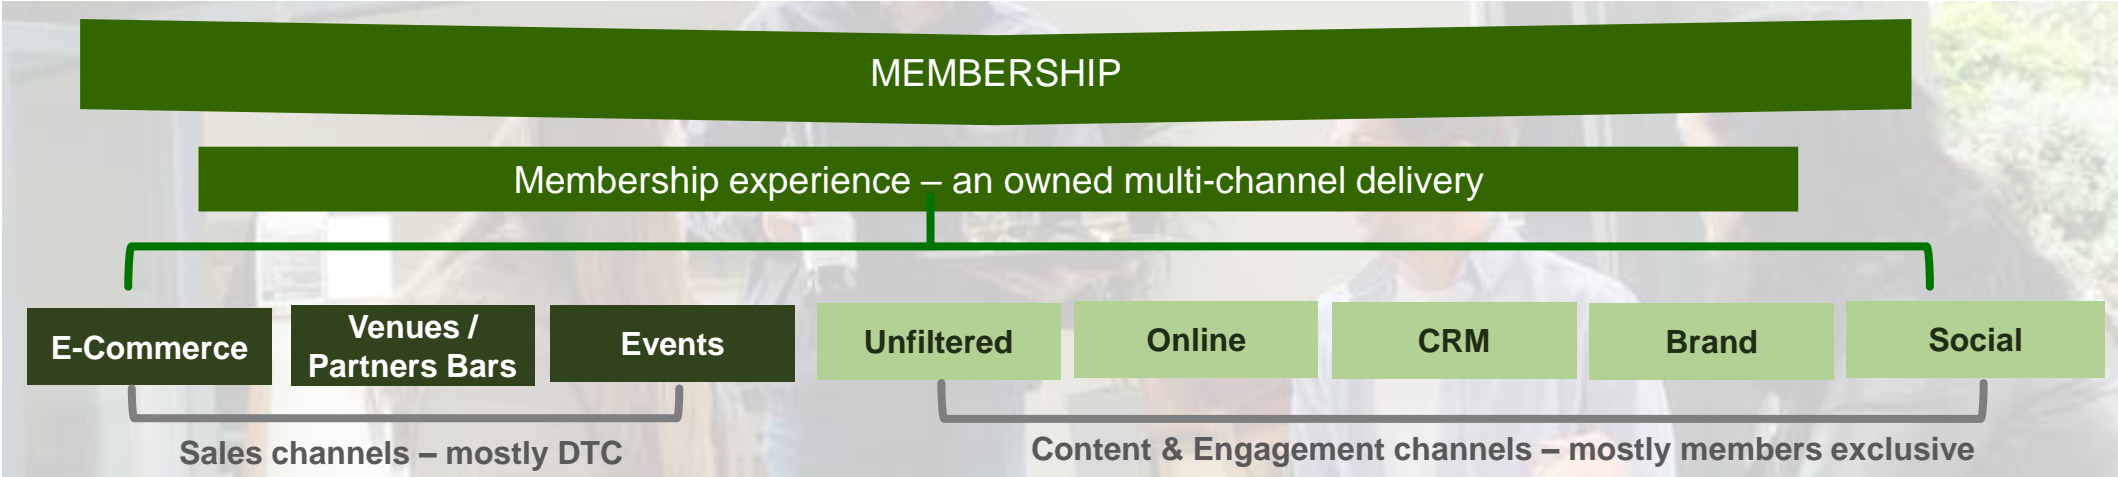 MEMBERSHIP
Membership experience – an owned multi-channel delivery
E-Commerce
Venues /
Partners Bars
Events
Unfiltered
Online
CRM
Brand
Social
Sales channels – mostly DTC
Content & Engagement channels – mostly members exclusive